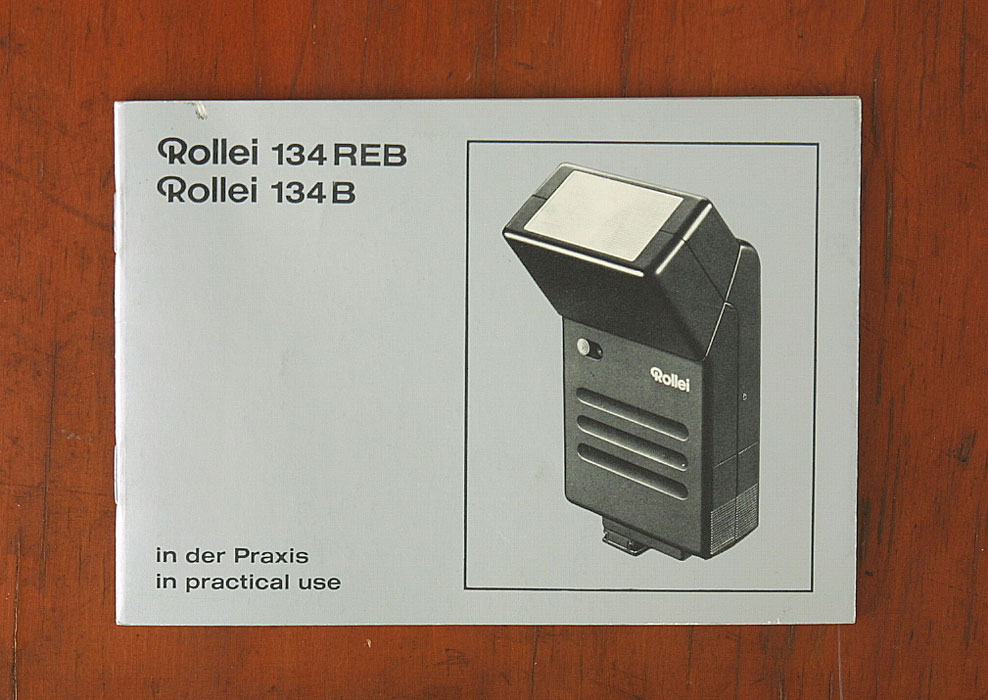 Rollei 134 REB
Rollei 134 B
Rollei
in der Praxis
in practical use